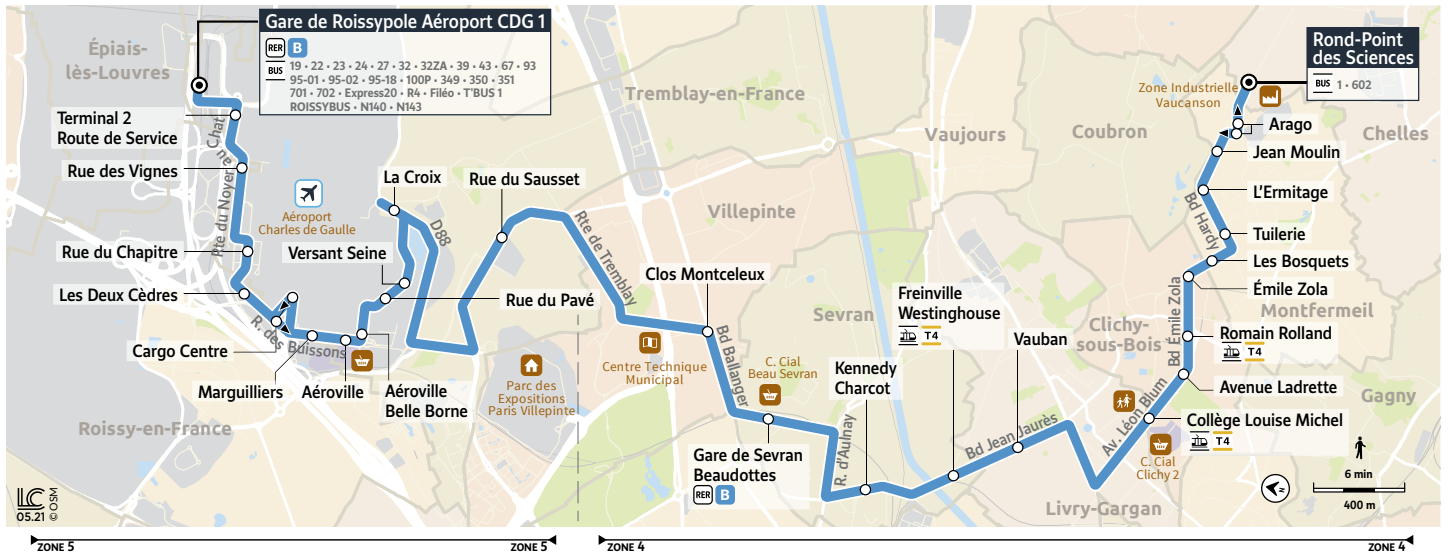 Gare de Roissypole Aéroport CDG 1
RER B
BUS
19 • 22 • 23 • 24 • 27 • 32 • 32ZA • 39 • 43 • 67 • 93
95-01 • 95-02 • 95-18 • 100P • 349 • 350 • 351
701 • 702 • Express20 • R4 • Filéo • T'BUS 1
ROISSYBUS • N140 • N143
Rond-Point
des Sciences
BUS 1 • 602
Épiais-
lès-Louvres
Terminal 2
Route de Service
Rue des Vignes
Rte du Noyer du Chat
Aéroport
Charles de Gaulle
Rue du Chapitre
Les Deux Cèdres
R. des Buissons
Cargo Centre
Marguilliers
Aéroville
Aéroville
Belle Borne
Versant Seine
La Croix
D88
Rue du Pavé
Rue du Sausset
Roissy-en-France
Parc des
Expositions
Paris Villepinte
Tremblay-en-France
Villepinte
Rte de Tremblay
Centre Technique
Municipal
Clos Montceleux
Bd Ballanger
C. Cial
Beau Sevran
Gare de Sevran
Beaudottes
RER B
Sevran
R. d'Aulnay
Kennedy
Charcot
Freinville
Westinghouse
T4
Vauban
Bd Jean Jaurès
Livry-Gargan
Vaujours
Coubron
Chelles
Zone Industrielle
Vaucanson
Arago
Jean Moulin
L'Ermitage
Bd Hardy
Tuilerie
Les Bosquets
Émile Zola
Montfermeil
Bd Émile Zola
Clichy-
sous-Bois
Romain Rolland
T4
Avenue Ladrette
Gagny
Av. Léon Blum
Collège Louise Michel
T4
C. Cial
Clichy 2
6 min
400 m
LC
05.21 © OSM
ZONE 5
ZONE 5
ZONE 4
ZONE 4